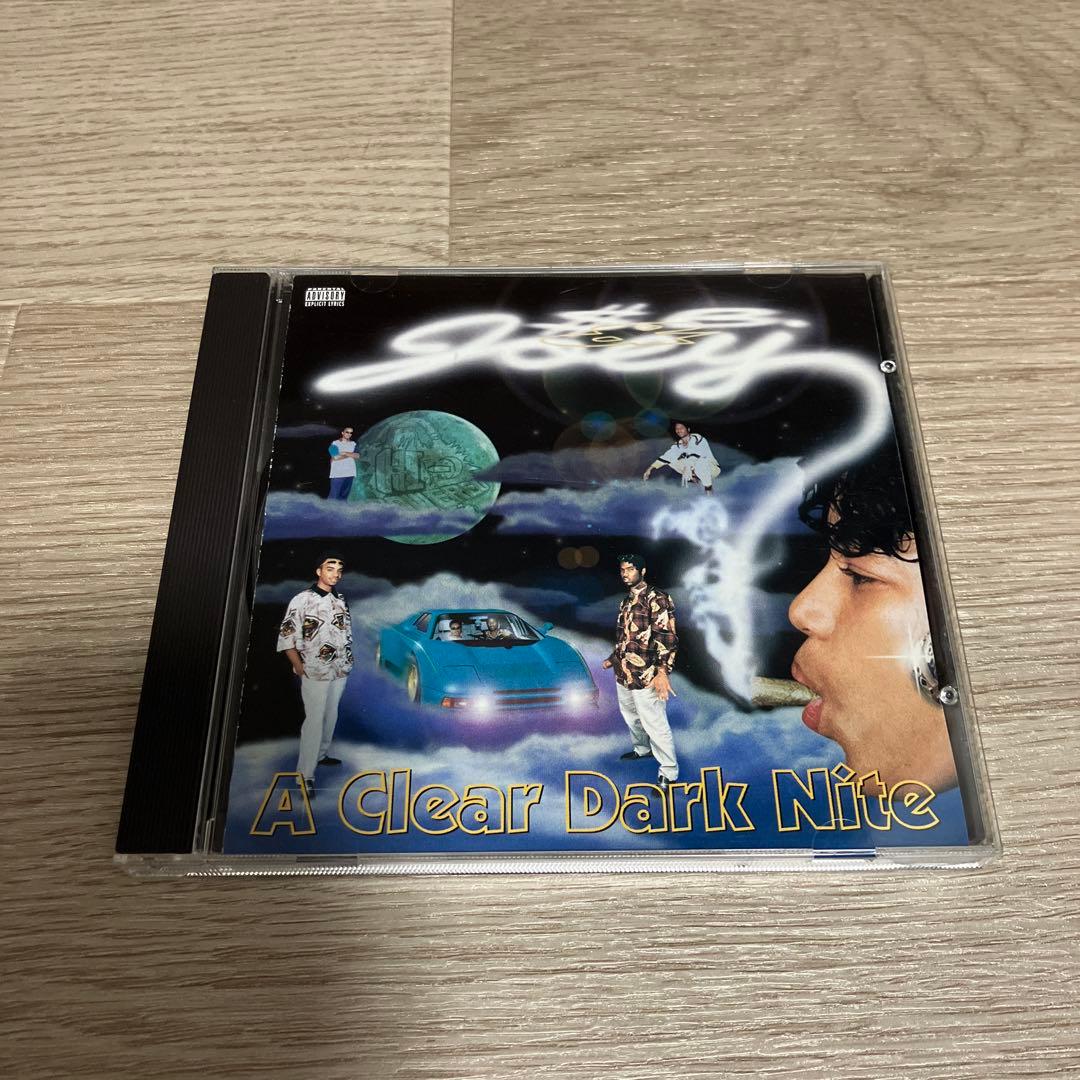 PARENTAL
ADVISORY
EXPLICIT LYRICS
Joey
A Clear Dark Nite